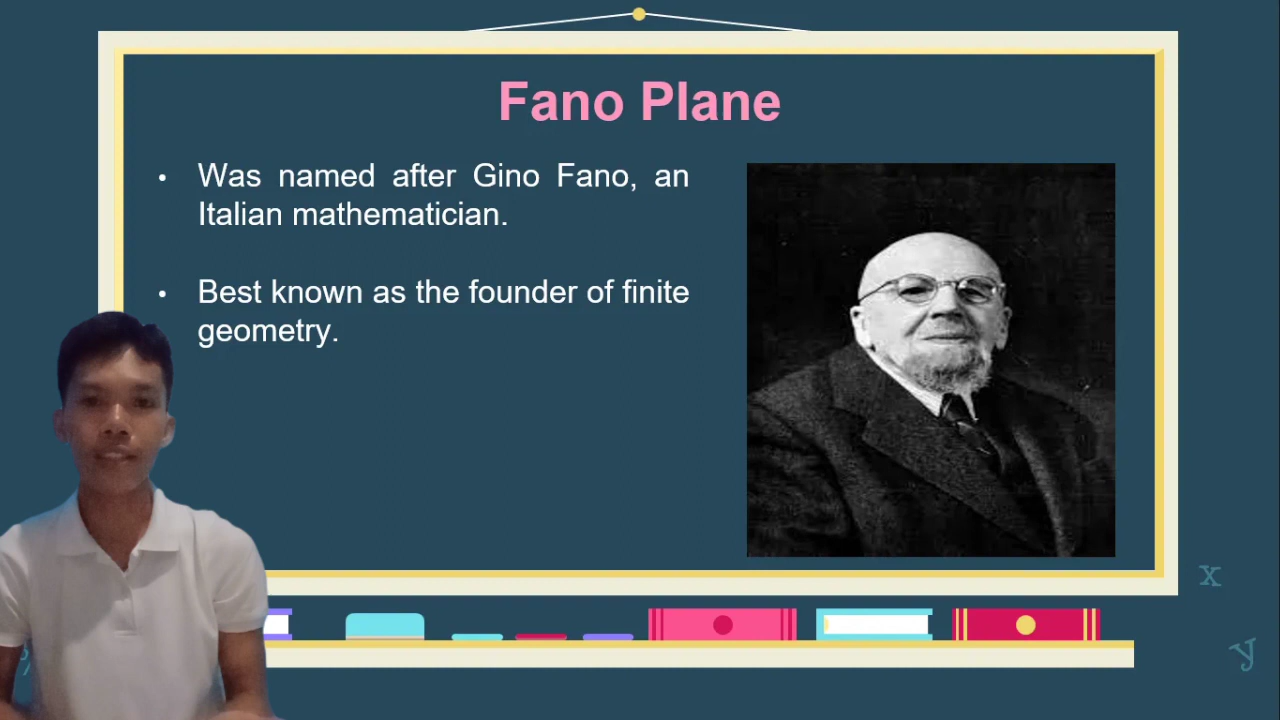 Fano Plane
• Was named after Gino Fano, an
Italian mathematician.
• Best known as the founder of finite
geometry.
x
y